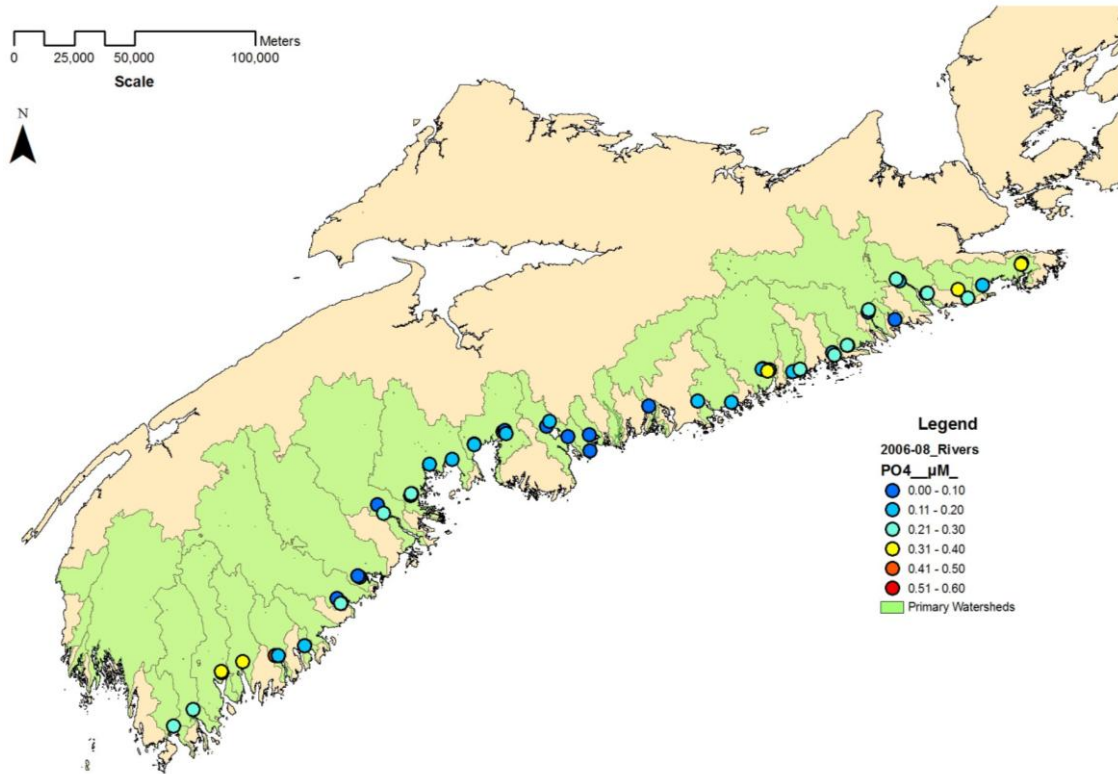 Meters
0 25,000 50,000 100,000
Scale
N
Legend
2006-08_Rivers
PO4__µM_
0.00 - 0.10
0.11 - 0.20
0.21 - 0.30
0.31 - 0.40
0.41 - 0.50
0.51 - 0.60
Primary Watersheds